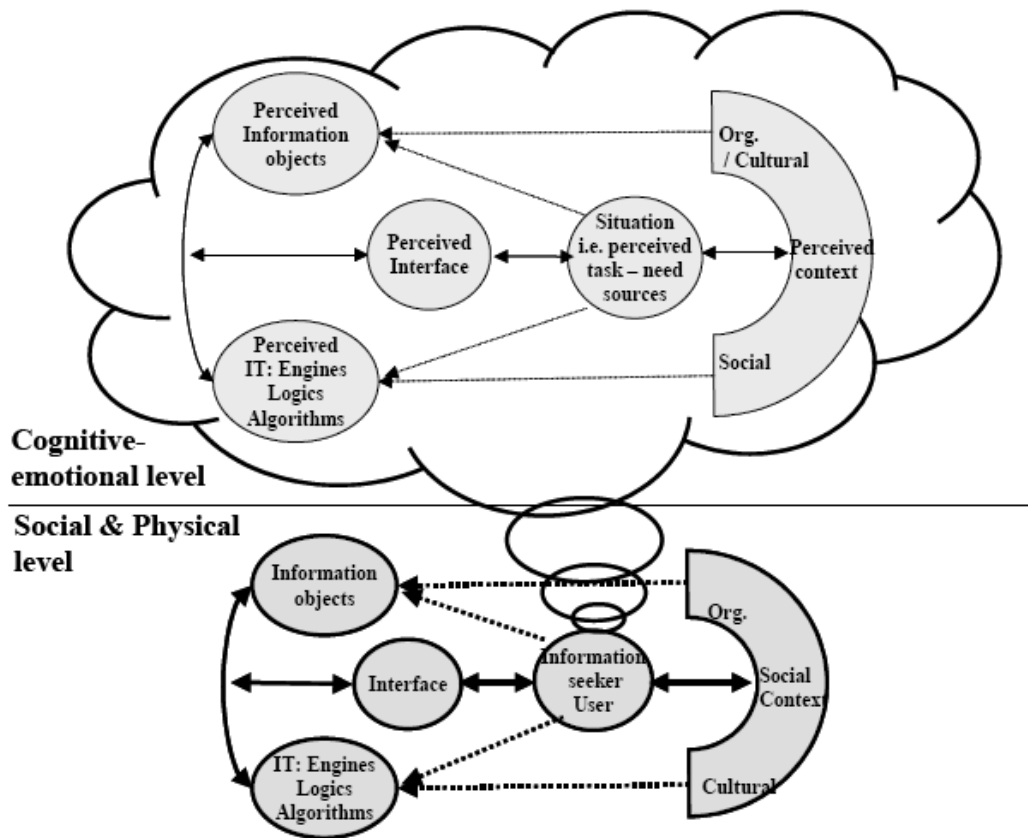 Perceived
Information
objects
Org.
/ Cultural
Perceived
Interface
Situation
i.e. perceived
task – need
sources
Perceived
context
Perceived
IT: Engines
Logics
Algorithms
Social
Cognitive-
emotional level
Social & Physical
level
Information
objects
Org.
Interface
Information
seeker
User
Social
Context
IT: Engines
Logics
Algorithms
Cultural